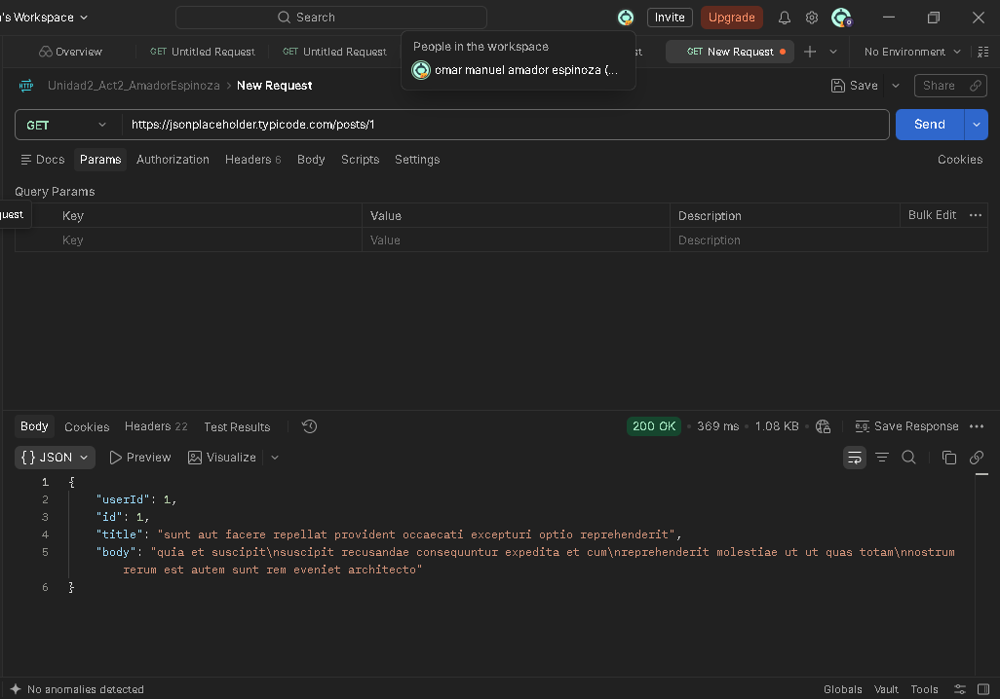 's Workspace
Search
Invite
Upgrade
Overview
GET Untitled Request
GET Untitled Request
st
GET New Request
No Environment
People in the workspace
omar manuel amador espinoza (...
HTTP Unidad2_Act2_AmadorEspinoza > New Request
Save
Share
GET
https://jsonplaceholder.typicode.com/posts/1
Send
Docs
Params
Authorization
Headers 6
Body
Scripts
Settings
Cookies
Query Params
quest
Key
Value
Description
Bulk Edit
Key
Value
Description
Body
Cookies
Headers 22
Test Results
200 OK • 369 ms • 1.08 KB
e.g. Save Response
{ } JSON
Preview
Visualize
1 {
2 "userId": 1,
3 "id": 1,
4 "title": "sunt aut facere repellat provident occaecati excepturi optio reprehenderit",
5 "body": "quia et suscipit\nsuscipit recusandae consequuntur expedita et cum\nreprehenderit molestiae ut ut quas totam\nnostrum
rerum est autem sunt rem eveniet architecto"
6 }
No anomalies detected
Globals
Vault
Tools